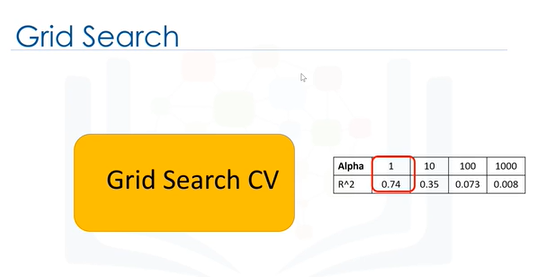 Grid Search
Grid Search CV
Alpha 1 10 100 1000
R^2 0.74 0.35 0.073 0.008